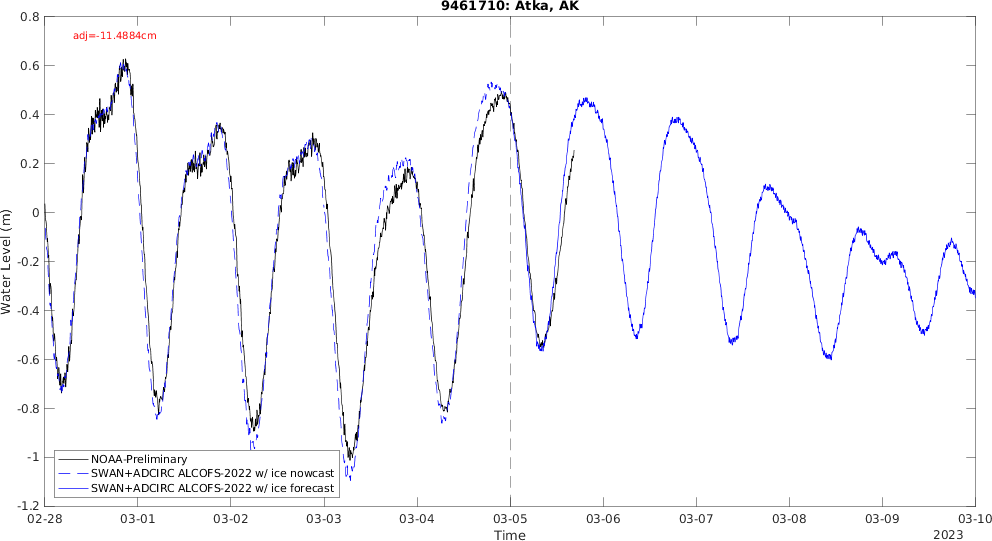 9461710: Atka, AK
adj=-11.4884cm
0.8
0.6
0.4
0.2
0
-0.2
-0.4
-0.6
-0.8
-1
-1.2
Water Level (m)
NOAA-Preliminary
SWAN+ADCIRC ALCOFS-2022 w/ ice nowcast
SWAN+ADCIRC ALCOFS-2022 w/ ice forecast
02-28 03-01 03-02 03-03 03-04 03-05 03-06 03-07 03-08 03-09 03-10
Time
2023